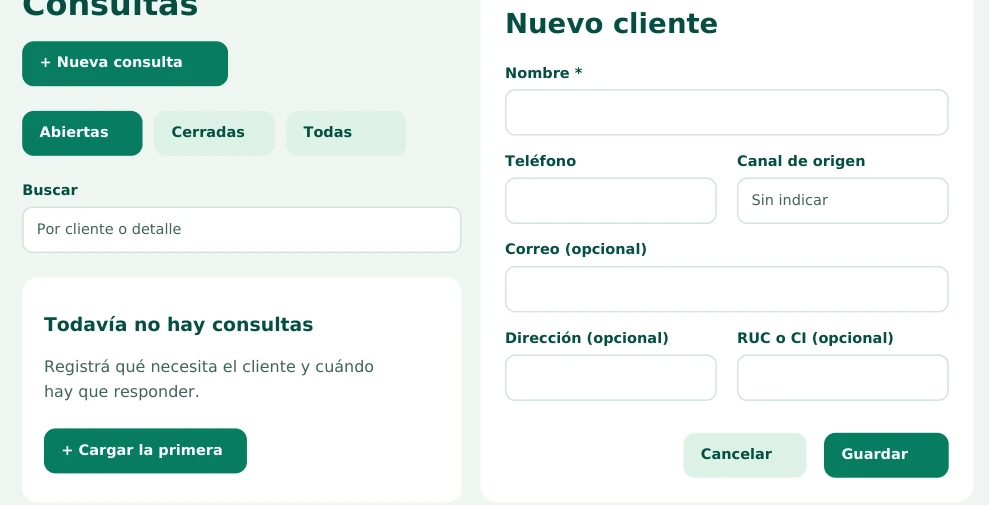 Consultas
+ Nueva consulta
Abiertas
Cerradas
Todas
Buscar
Por cliente o detalle
Todavía no hay consultas
Registrá qué necesita el cliente y cuándo
hay que responder.
+ Cargar la primera
Nuevo cliente
Nombre *
Teléfono
Canal de origen
Sin indicar
Correo (opcional)
Dirección (opcional)
RUC o CI (opcional)
Cancelar
Guardar